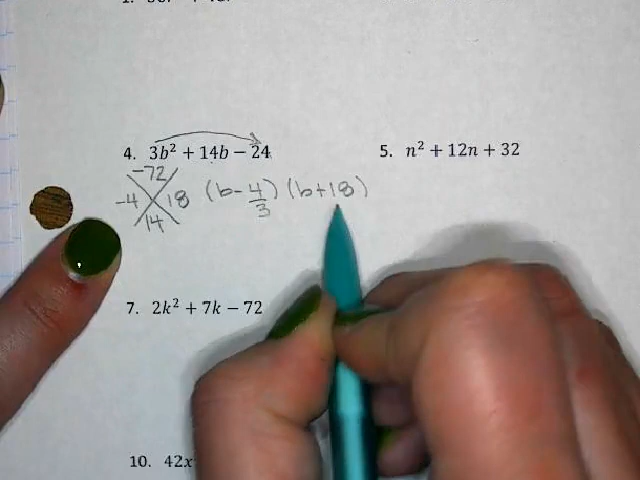 4. 3b² + 14b − 24
5. n² + 12n + 32
-72
-4 18 (b-4/3)(b+18)
14
7. 2k² + 7k − 72
10. 42x